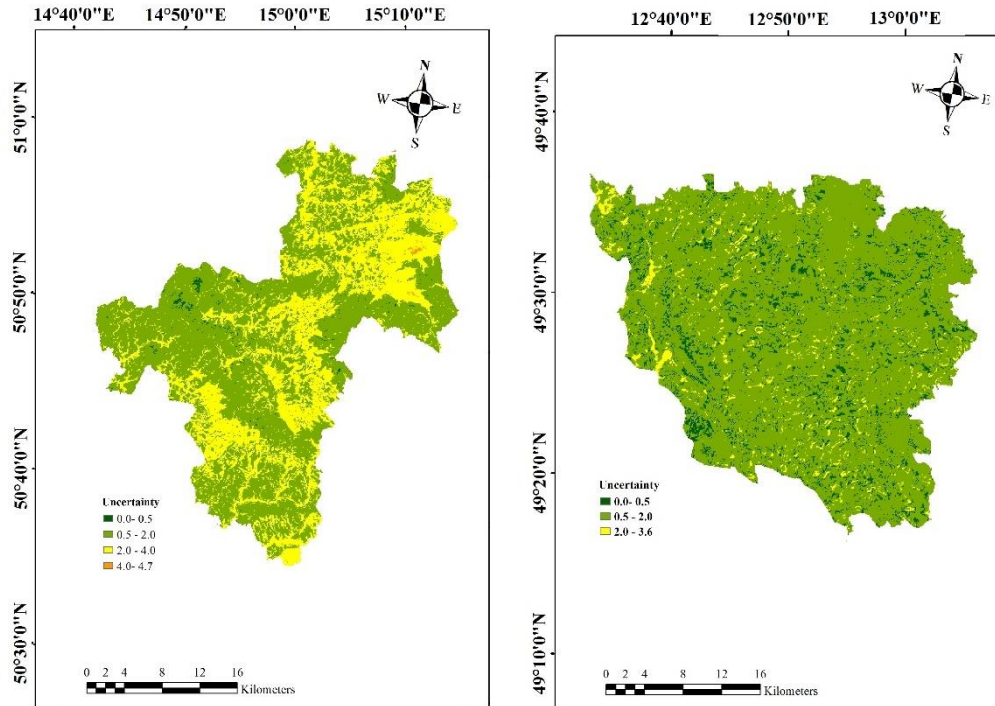 14°40'0"E 14°50'0"E 15°0'0"E 15°10'0"E
51°0'0"N
50°50'0"N
50°40'0"N
50°30'0"N
N
W
E
S
Uncertainty
0.0- 0.5
0.5 - 2.0
2.0 - 4.0
4.0- 4.7
0 2 4 8 12 16
Kilometers
12°40'0"E 12°50'0"E 13°0'0"E
49°40'0"N
49°30'0"N
49°20'0"N
49°10'0"N
N
W
E
S
Uncertainty
0.0 - 0.5
0.5 - 2.0
2.0 - 3.6
0 2 4 8 12 16
Kilometers